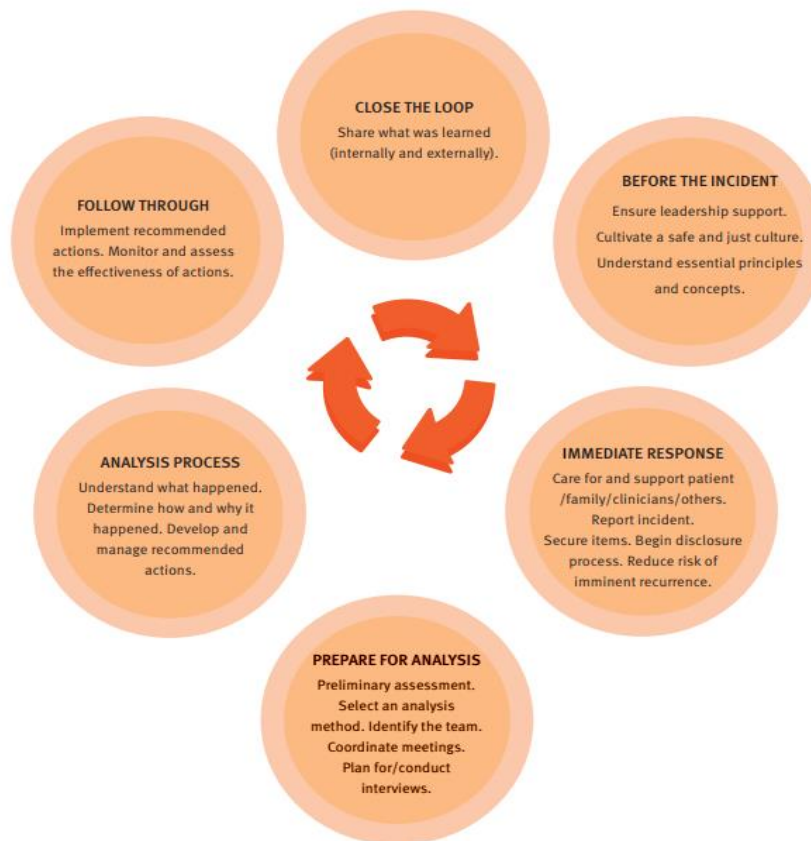 CLOSE THE LOOP
Share what was learned
(internally and externally).
BEFORE THE INCIDENT
Ensure leadership support.
Cultivate a safe and just culture.
Understand essential principles
and concepts.
IMMEDIATE RESPONSE
Care for and support patient
/family/clinicians/others.
Report incident.
Secure items. Begin disclosure
process. Reduce risk of
imminent recurrence.
PREPARE FOR ANALYSIS
Preliminary assessment.
Select an analysis
method. Identify the team.
Coordinate meetings.
Plan for/conduct
interviews.
ANALYSIS PROCESS
Understand what happened.
Determine how and why it
happened. Develop and
manage recommended
actions.
FOLLOW THROUGH
Implement recommended
actions. Monitor and assess
the effectiveness of actions.